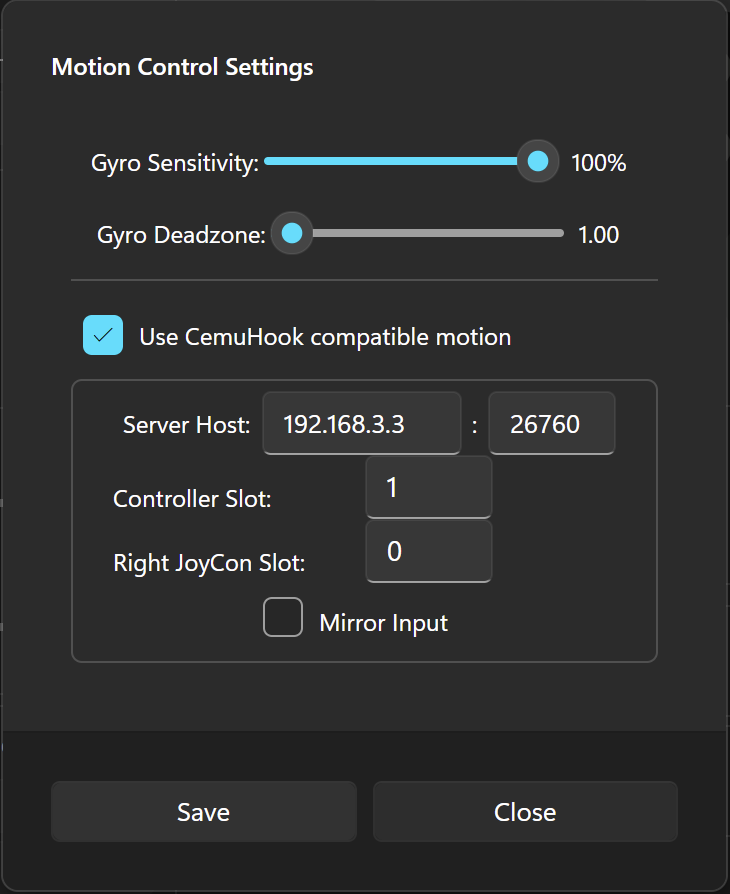 Motion Control Settings
Gyro Sensitivity: 100%
Gyro Deadzone: 1.00
Use CemuHook compatible motion
Server Host: 192.168.3.3 : 26760
Controller Slot: 1
Right JoyCon Slot: 0
Mirror Input
Save Close